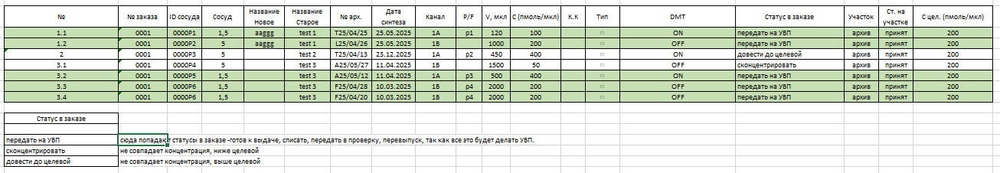 № № заказа ID сосуда Сосуд Название Новое Название Старое № арх. Дата синтеза Канал P/F V, мкл C (пмоль/мкл) К.К Тип DMT Статус в заказе Участок Ст. на участке С цел. (пмоль/мкл)
1.1 0001 0000P1 1,5 aaggg test 1 T25/04/25 25.05.2025 1A p1 120 100 ON передать на УВП архив принят 200
1.2 0001 0000P2 5 aaggg test 1 L25/04/26 25.05.2025 1B 1000 200 OFF передать на УВП архив принят 200
2 0001 0000P3 5 test 2 T25/04/13 23.12.2025 1A p2 450 400 ON довести до целевой архив принят 200
3.1 0001 0000P4 5 test 3 A25/05/27 11.04.2025 1B 1500 50 OFF сконцентрировать архив принят 200
3.2 0001 0000P5 1,5 test 3 A25/05/12 11.04.2025 1A p3 500 400 ON передать на УВП архив принят 200
3.3 0001 0000P6 1,5 test 3 F25/04/28 10.03.2025 1B p4 2000 200 OFF передать на УВП архив принят 200
3.4 0001 0000P6 1,5 test 3 F25/04/20 10.03.2025 1B p4 2000 200 OFF передать на УВП архив принят 200
Статус в заказе
передать на УВП сюда попадают статусы в заказе -готов к выдаче, списать, передать в проверку, перевыпуск, так как все это будет делать УВП.
сконцентрировать не совпадает концентрация, ниже целевой
довести до целевой не совпадает концентрация, выше целевой